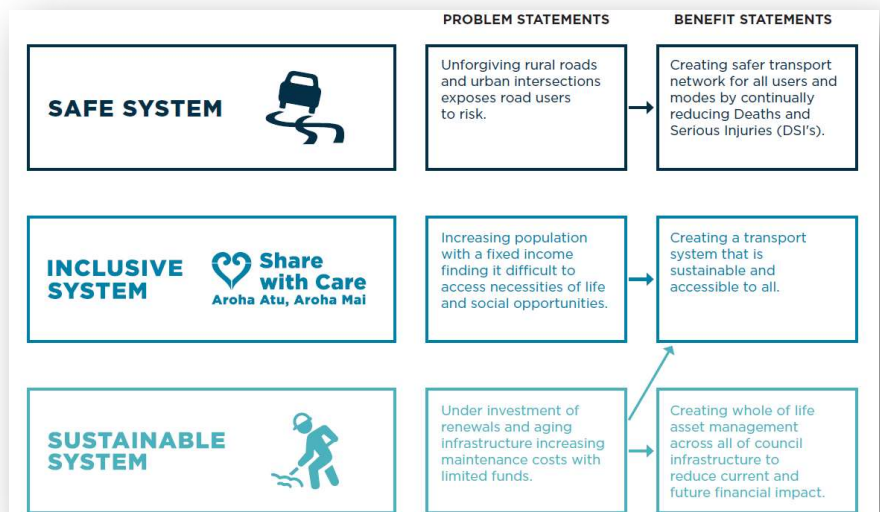 PROBLEM STATEMENTS
BENEFIT STATEMENTS
SAFE SYSTEM
Unforgiving rural roads
and urban intersections
exposes road users
to risk.
Creating safer transport
network for all users and
modes by continually
reducing Deaths and
Serious Injuries (DSI's).
INCLUSIVE
SYSTEM
Share
with Care
Aroha Atu, Aroha Mai
Increasing population
with a fixed income
finding it difficult to
access necessities of life
and social opportunities.
Creating a transport
system that is
sustainable and
accessible to all.
SUSTAINABLE
SYSTEM
Under investment of
renewals and aging
infrastructure increasing
maintenance costs with
limited funds.
Creating whole of life
asset management
across all of council
infrastructure to
reduce current and
future financial impact.